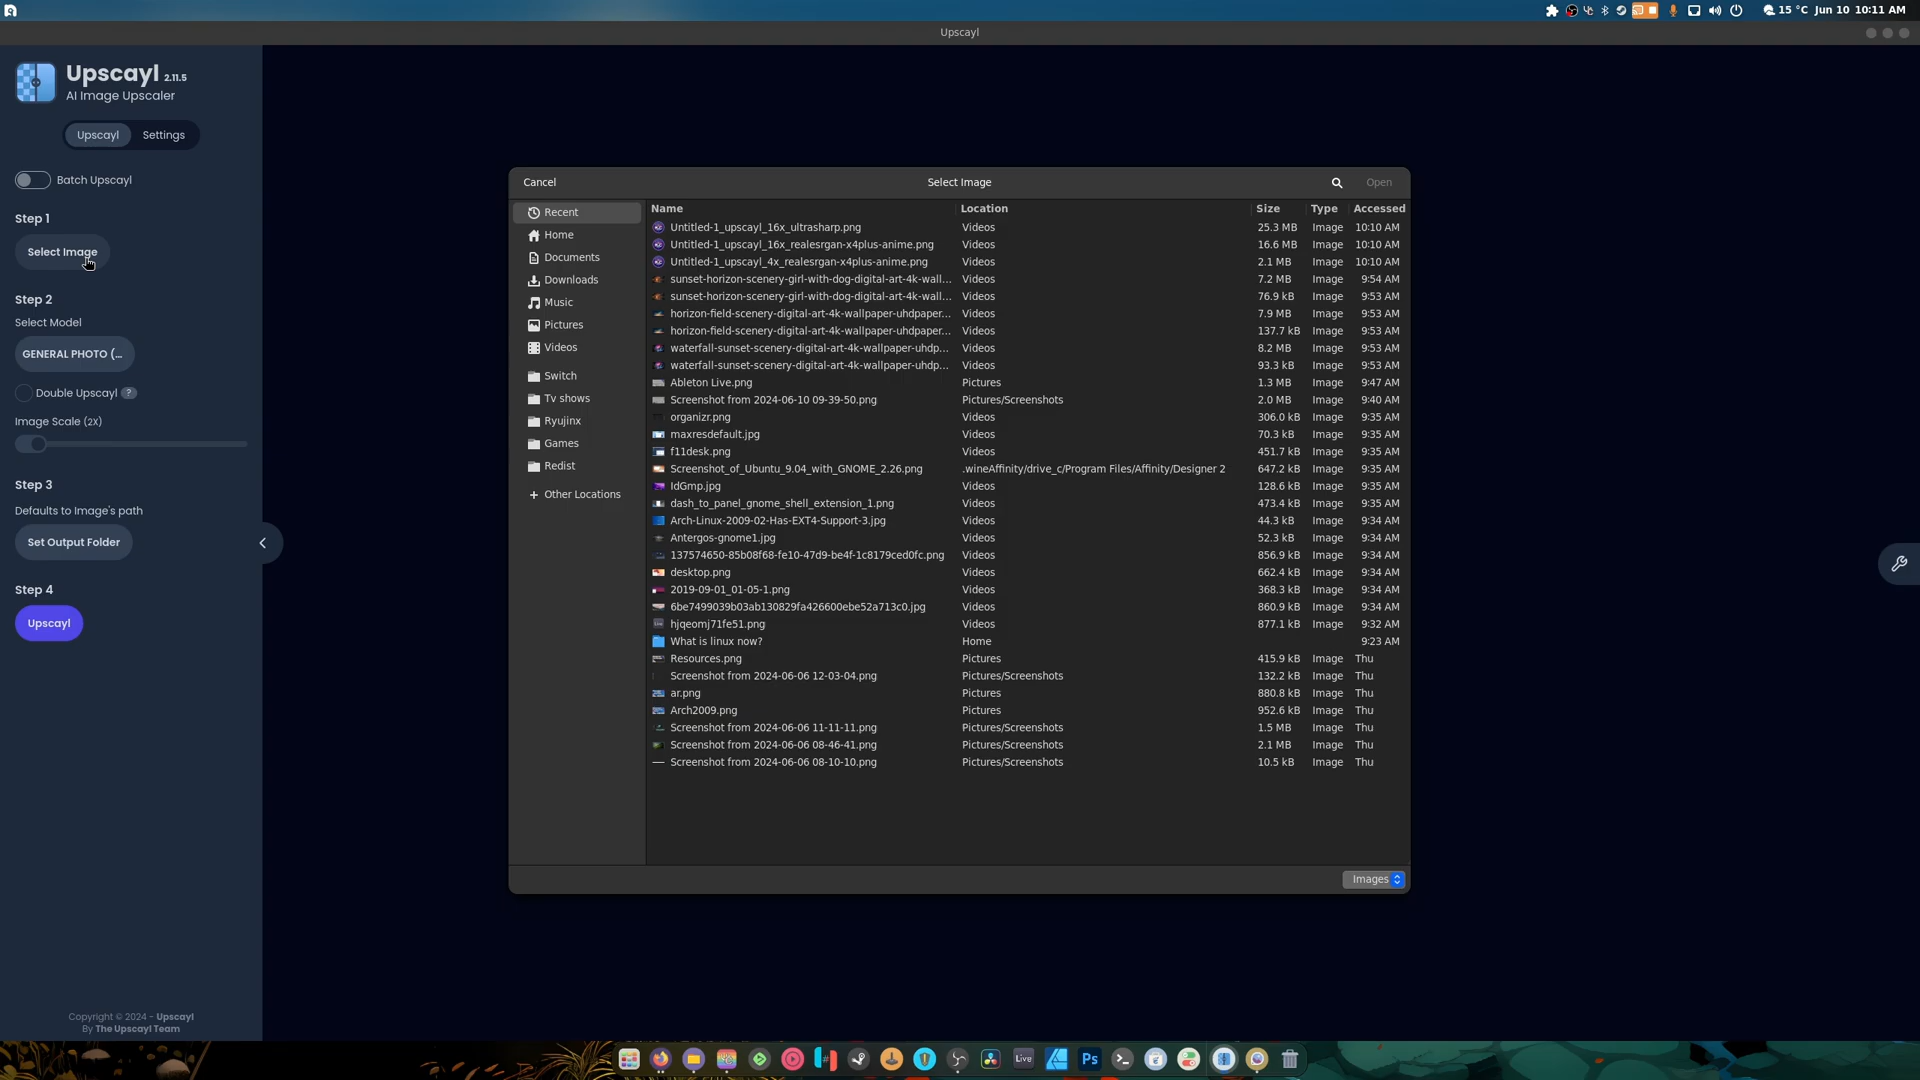 15 °C Jun 10 10:11 AM
Upscayl
Upscayl 2.11.5
AI Image Upscaler
Upscayl Settings
Batch Upscayl
Step 1
Select Image
Step 2
Select Model
GENERAL PHOTO (...
Double Upscayl ?
Image Scale (2X)
Step 3
Defaults to Image's path
Set Output Folder
Step 4
Upscayl
Copyright © 2024 - Upscayl
By The Upscayl Team
Cancel Select Image Open
Recent
Home
Documents
Downloads
Music
Pictures
Videos
Switch
Tv shows
Ryujinx
Games
Redist
+ Other Locations
Name Location Size Type Accessed
Untitled-1_upscayl_16x_ultrasharp.png Videos 25.3 MB Image 10:10 AM
Untitled-1_upscayl_16x_realesrgan-x4plus-anime.png Videos 16.6 MB Image 10:10 AM
Untitled-1_upscayl_4x_realesrgan-x4plus-anime.png Videos 2.1 MB Image 10:10 AM
sunset-horizon-scenery-girl-with-dog-digital-art-4k-wall... Videos 7.2 MB Image 9:54 AM
sunset-horizon-scenery-girl-with-dog-digital-art-4k-wall... Videos 76.9 kB Image 9:53 AM
horizon-field-scenery-digital-art-4k-wallpaper-uhdpaper... Videos 7.9 MB Image 9:53 AM
horizon-field-scenery-digital-art-4k-wallpaper-uhdpaper... Videos 137.7 kB Image 9:53 AM
waterfall-sunset-scenery-digital-art-4k-wallpaper-uhdp... Videos 8.2 MB Image 9:53 AM
waterfall-sunset-scenery-digital-art-4k-wallpaper-uhdp... Videos 93.3 kB Image 9:53 AM
Ableton Live.png Pictures 1.3 MB Image 9:47 AM
Screenshot from 2024-06-10 09-39-50.png Pictures/Screenshots 2.0 MB Image 9:40 AM
organizr.png Videos 306.0 kB Image 9:35 AM
maxresdefault.jpg Videos 70.3 kB Image 9:35 AM
f11desk.png Videos 451.7 kB Image 9:35 AM
Screenshot_of_Ubuntu_9.04_with_GNOME_2.26.png .wineAffinity/drive_c/Program Files/Affinity/Designer 2 647.2 kB Image 9:35 AM
IdGmp.jpg Videos 128.6 kB Image 9:35 AM
dash_to_panel_gnome_shell_extension_1.png Videos 473.4 kB Image 9:35 AM
Arch-Linux-2009-02-Has-EXT4-Support-3.jpg Videos 44.3 kB Image 9:34 AM
Antergos-gnome1.jpg Videos 52.3 kB Image 9:34 AM
137574650-85b08f68-fe10-47d9-be4f-1c8179ced0fc.png Videos 856.9 kB Image 9:34 AM
desktop.png Videos 662.4 kB Image 9:34 AM
2019-09-01_01-05-1.png Videos 368.3 kB Image 9:34 AM
6be7499039b03ab130829fa426600ebe52a713c0.jpg Videos 860.9 kB Image 9:34 AM
hjqeomj71fe51.png Videos 877.1 kB Image 9:32 AM
What is linux now? Home 9:23 AM
Resources.png Pictures 415.9 kB Image Thu
Screenshot from 2024-06-06 12-03-04.png Pictures/Screenshots 132.2 kB Image Thu
ar.png Pictures 880.8 kB Image Thu
Arch2009.png Pictures 952.6 kB Image Thu
Screenshot from 2024-06-06 11-11-11.png Pictures/Screenshots 1.5 MB Image Thu
Screenshot from 2024-06-06 08-46-41.png Pictures/Screenshots 2.1 MB Image Thu
Screenshot from 2024-06-06 08-10-10.png Pictures/Screenshots 10.5 kB Image Thu
Images
Live Ps